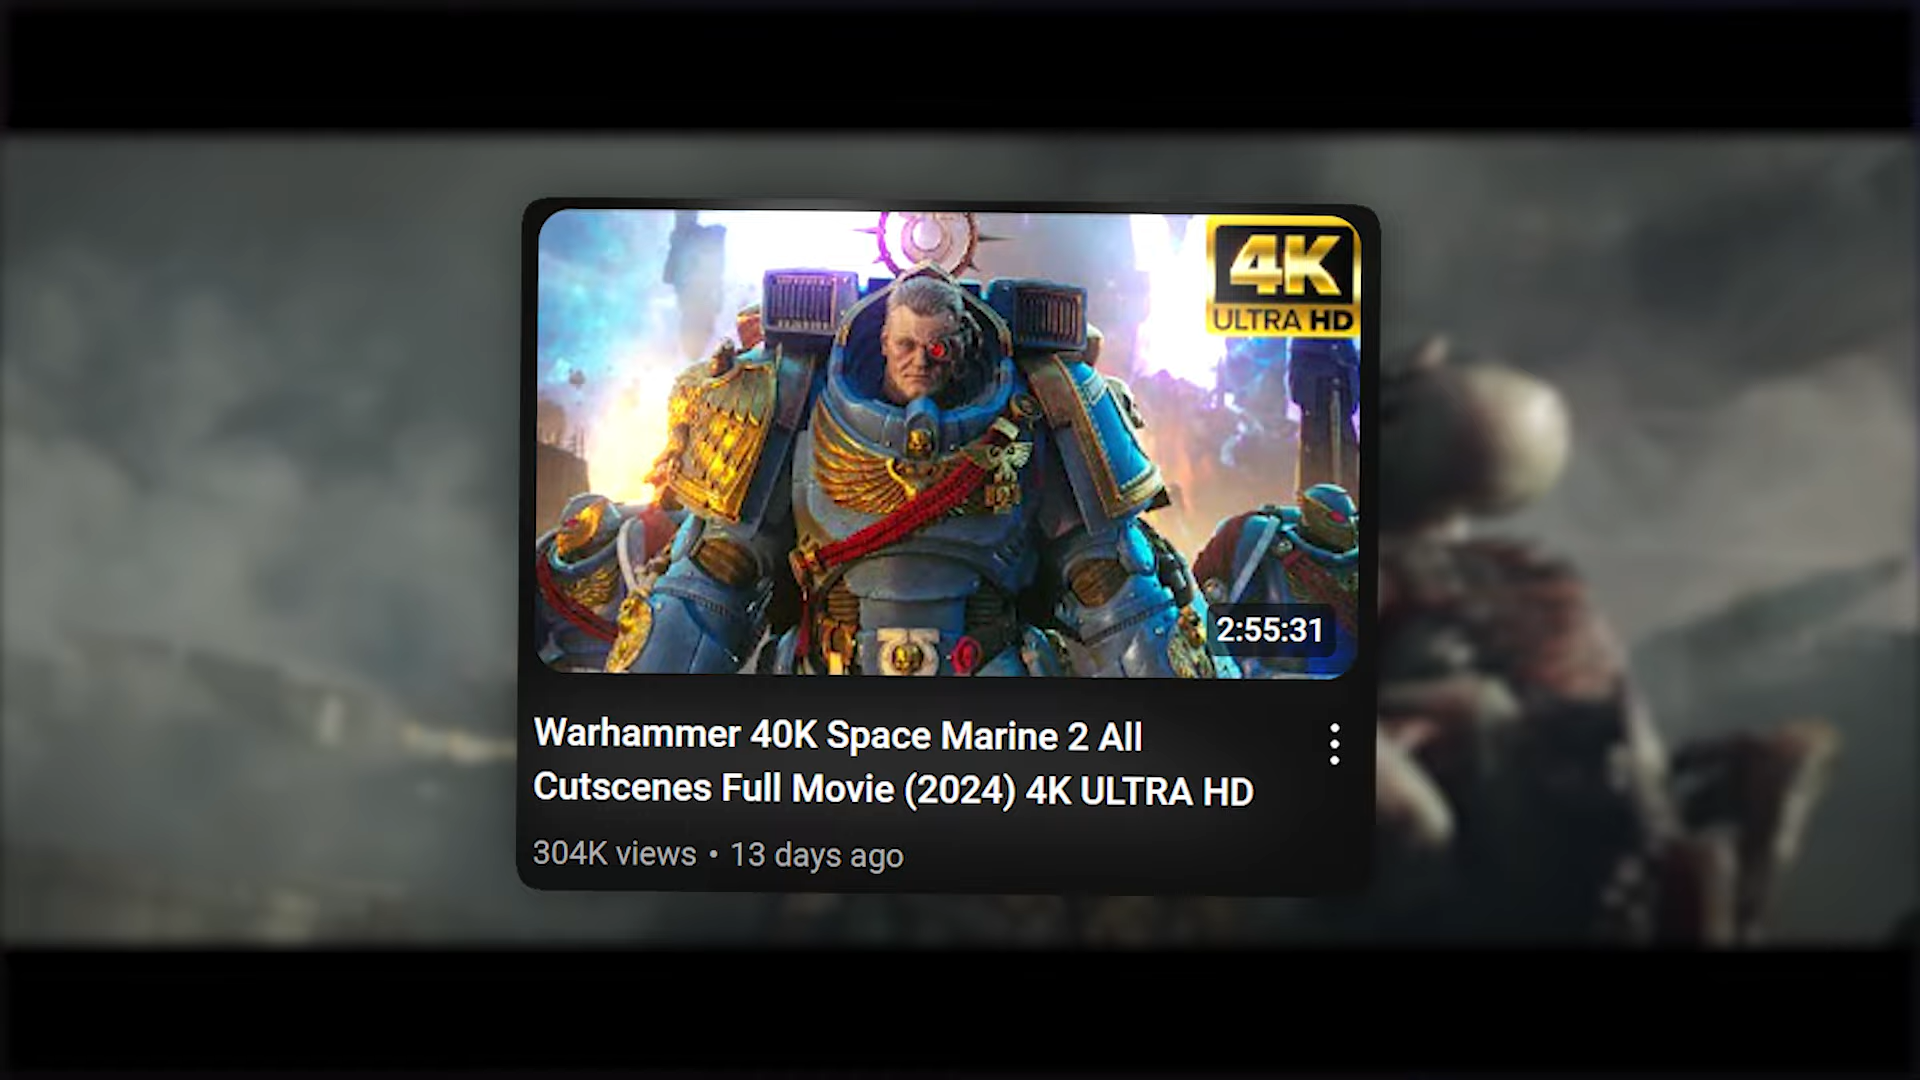 4K
ULTRA HD
2:55:31
Warhammer 40K Space Marine 2 All
Cutscenes Full Movie (2024) 4K ULTRA HD
304K views • 13 days ago